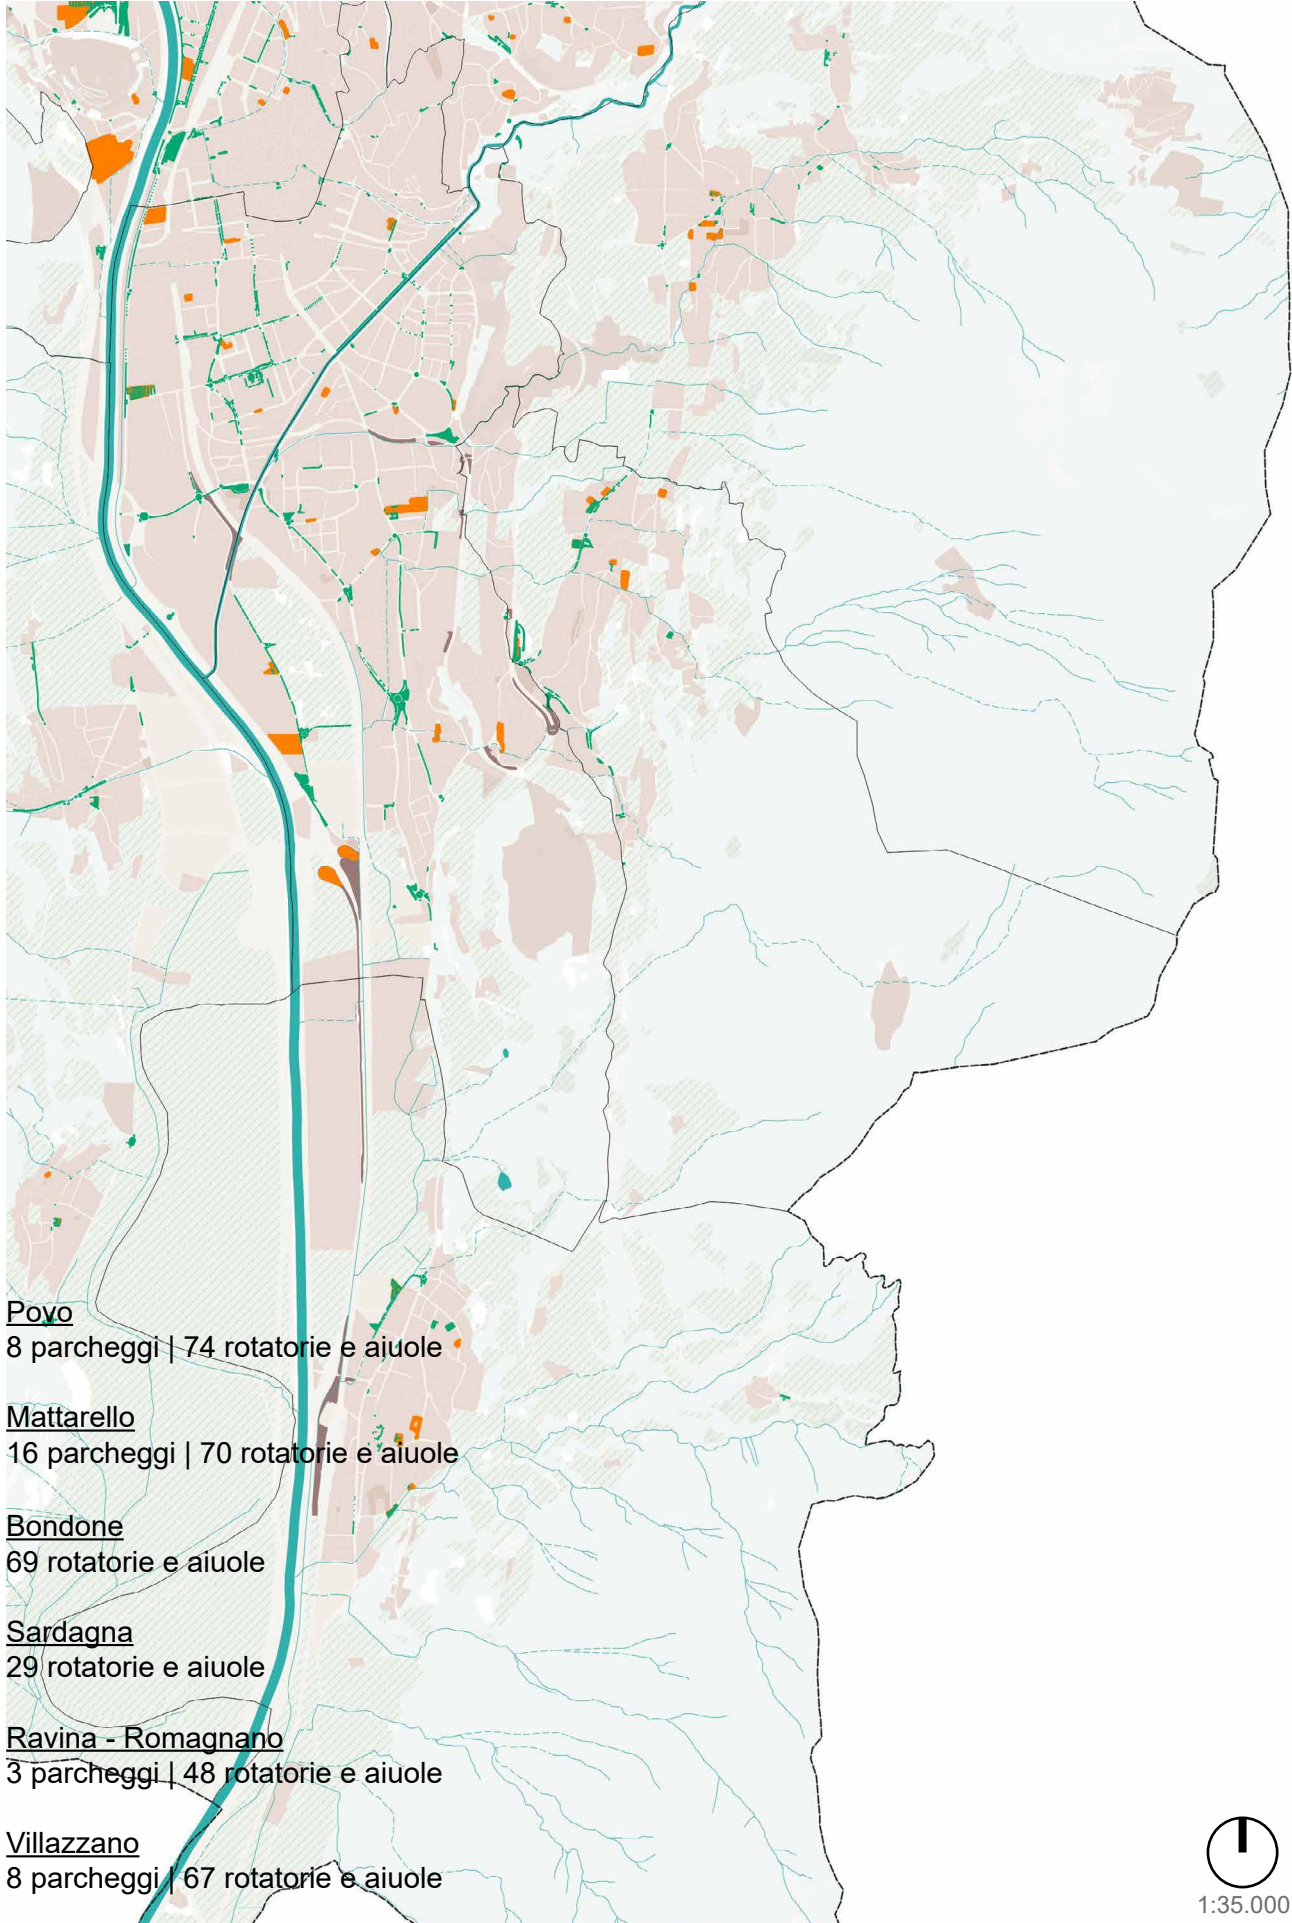 Povo
8 parcheggi | 74 rotatorie e aiuole
Mattarello
16 parcheggi | 70 rotatorie e aiuole
Bondone
69 rotatorie e aiuole
Sardagna
29 rotatorie e aiuole
Ravina - Romagnano
3 parcheggi | 48 rotatorie e aiuole
Villazzano
8 parcheggi | 67 rotatorie e aiuole
1:35.000